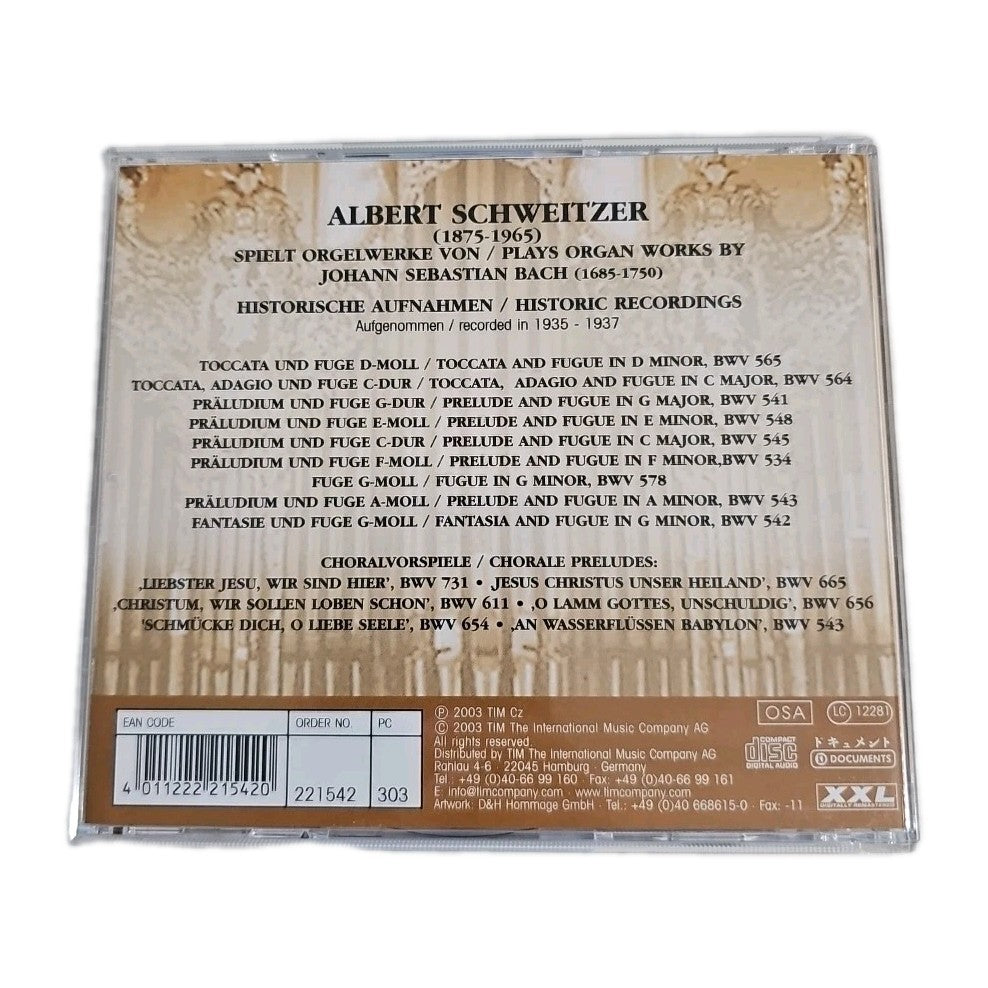 ALBERT SCHWEITZER
(1875-1965)
SPIELT ORGELWERKE VON / PLAYS ORGAN WORKS BY
JOHANN SEBASTIAN BACH (1685-1750)
HISTORISCHE AUFNAHMEN / HISTORIC RECORDINGS
Aufgenommen / recorded in 1935 - 1937
TOCCATA UND FUGE D-MOLL / TOCCATA AND FUGUE IN D MINOR, BWV 565
TOCCATA, ADAGIO UND FUGE C-DUR / TOCCATA, ADAGIO AND FUGUE IN C MAJOR, BWV 564
PRÄLUDIUM UND FUGE G-DUR / PRELUDE AND FUGUE IN G MAJOR, BWV 541
PRÄLUDIUM UND FUGE E-MOLL / PRELUDE AND FUGUE IN E MINOR, BWV 548
PRÄLUDIUM UND FUGE C-DUR / PRELUDE AND FUGUE IN C MAJOR, BWV 545
PRÄLUDIUM UND FUGE F-MOLL / PRELUDE AND FUGUE IN F MINOR,BWV 534
FUGE G-MOLL / FUGUE IN G MINOR, BWV 578
PRÄLUDIUM UND FUGE A-MOLL / PRELUDE AND FUGUE IN A MINOR, BWV 543
FANTASIE UND FUGE G-MOLL / FANTASIA AND FUGUE IN G MINOR, BWV 542
CHORALVORSPIELE / CHORALE PRELUDES:
‚LIEBSTER JESU, WIR SIND HIER', BWV 731 • ‚JESUS CHRISTUS UNSER HEILAND', BWV 665
‚CHRISTUM, WIR SOLLEN LOBEN SCHON', BWV 611 • ‚O LAMM GOTTES, UNSCHULDIG', BWV 656
'SCHMÜCKE DICH, O LIEBE SEELE', BWV 654 • ‚AN WASSERFLÜSSEN BABYLON', BWV 543
EAN CODE
4 011222 215420
ORDER NO.
221542
PC
303
℗ 2003 TIM Cz
© 2003 TIM The International Music Company AG
All rights reserved.
Distributed by TIM The International Music Company AG
Ranlau 4-6 · 22045 Hamburg · Germany
Tel.: +49 (0)40-66 99 160 · Fax: +49 (0)40-66 99 161
E: info@timcompany.com · www.timcompany.com
Artwork: D&H Hommage GmbH · Tel.: +49 (0)40 668615-0 · Fax: -11
OSA
LC 12281
COMPACT
disc
DIGITAL AUDIO
ドキュメント
DOCUMENTS
XXL
DIGITALLY REMASTERED